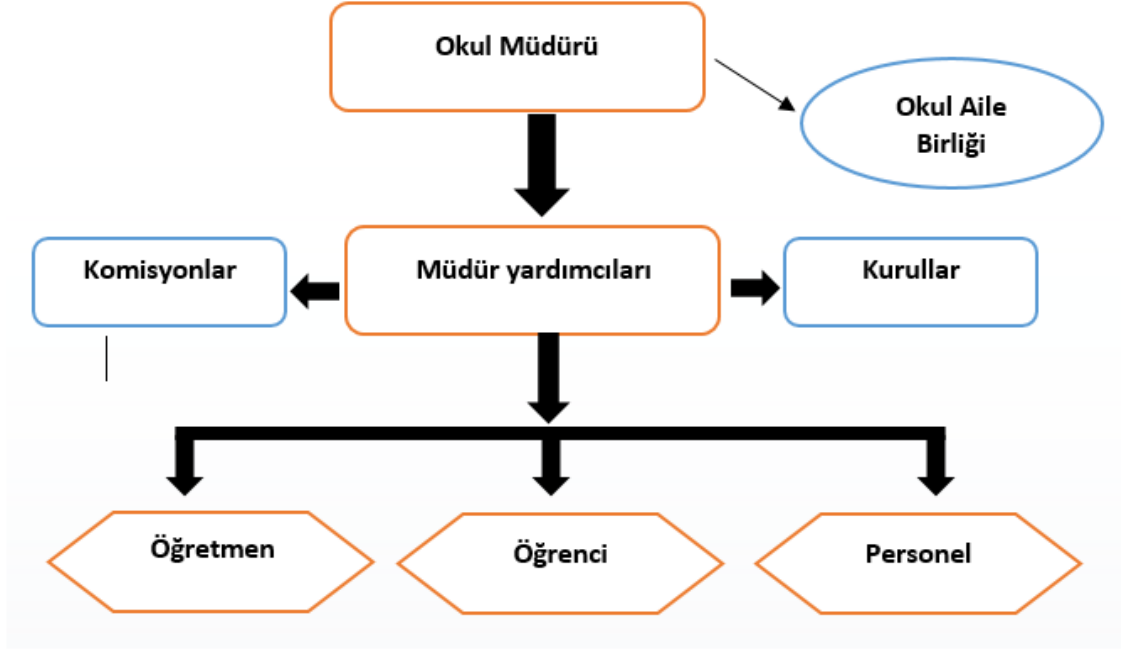 Okul Müdürü
Okul Aile
Birliği
Komisyonlar
Müdür yardımcıları
Kurullar
Öğretmen
Öğrenci
Personel